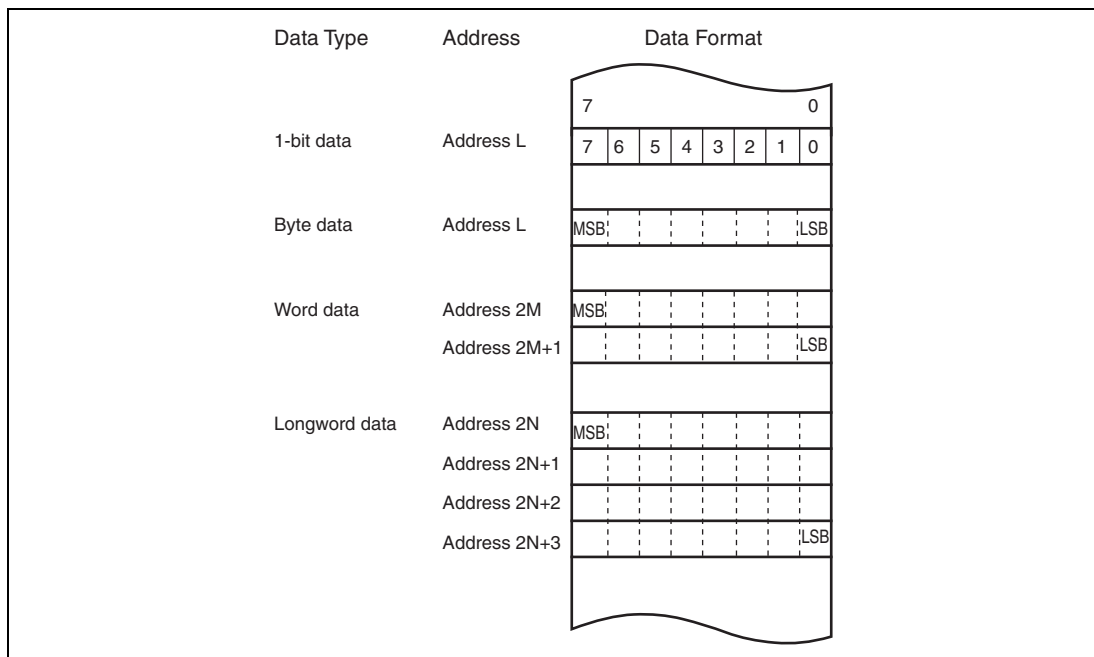 Data Type Address Data Format
7 0
1-bit data Address L 7 6 5 4 3 2 1 0
Byte data Address L MSB LSB
Word data Address 2M MSB
Address 2M+1 LSB
Longword data Address 2N MSB
Address 2N+1
Address 2N+2
Address 2N+3 LSB